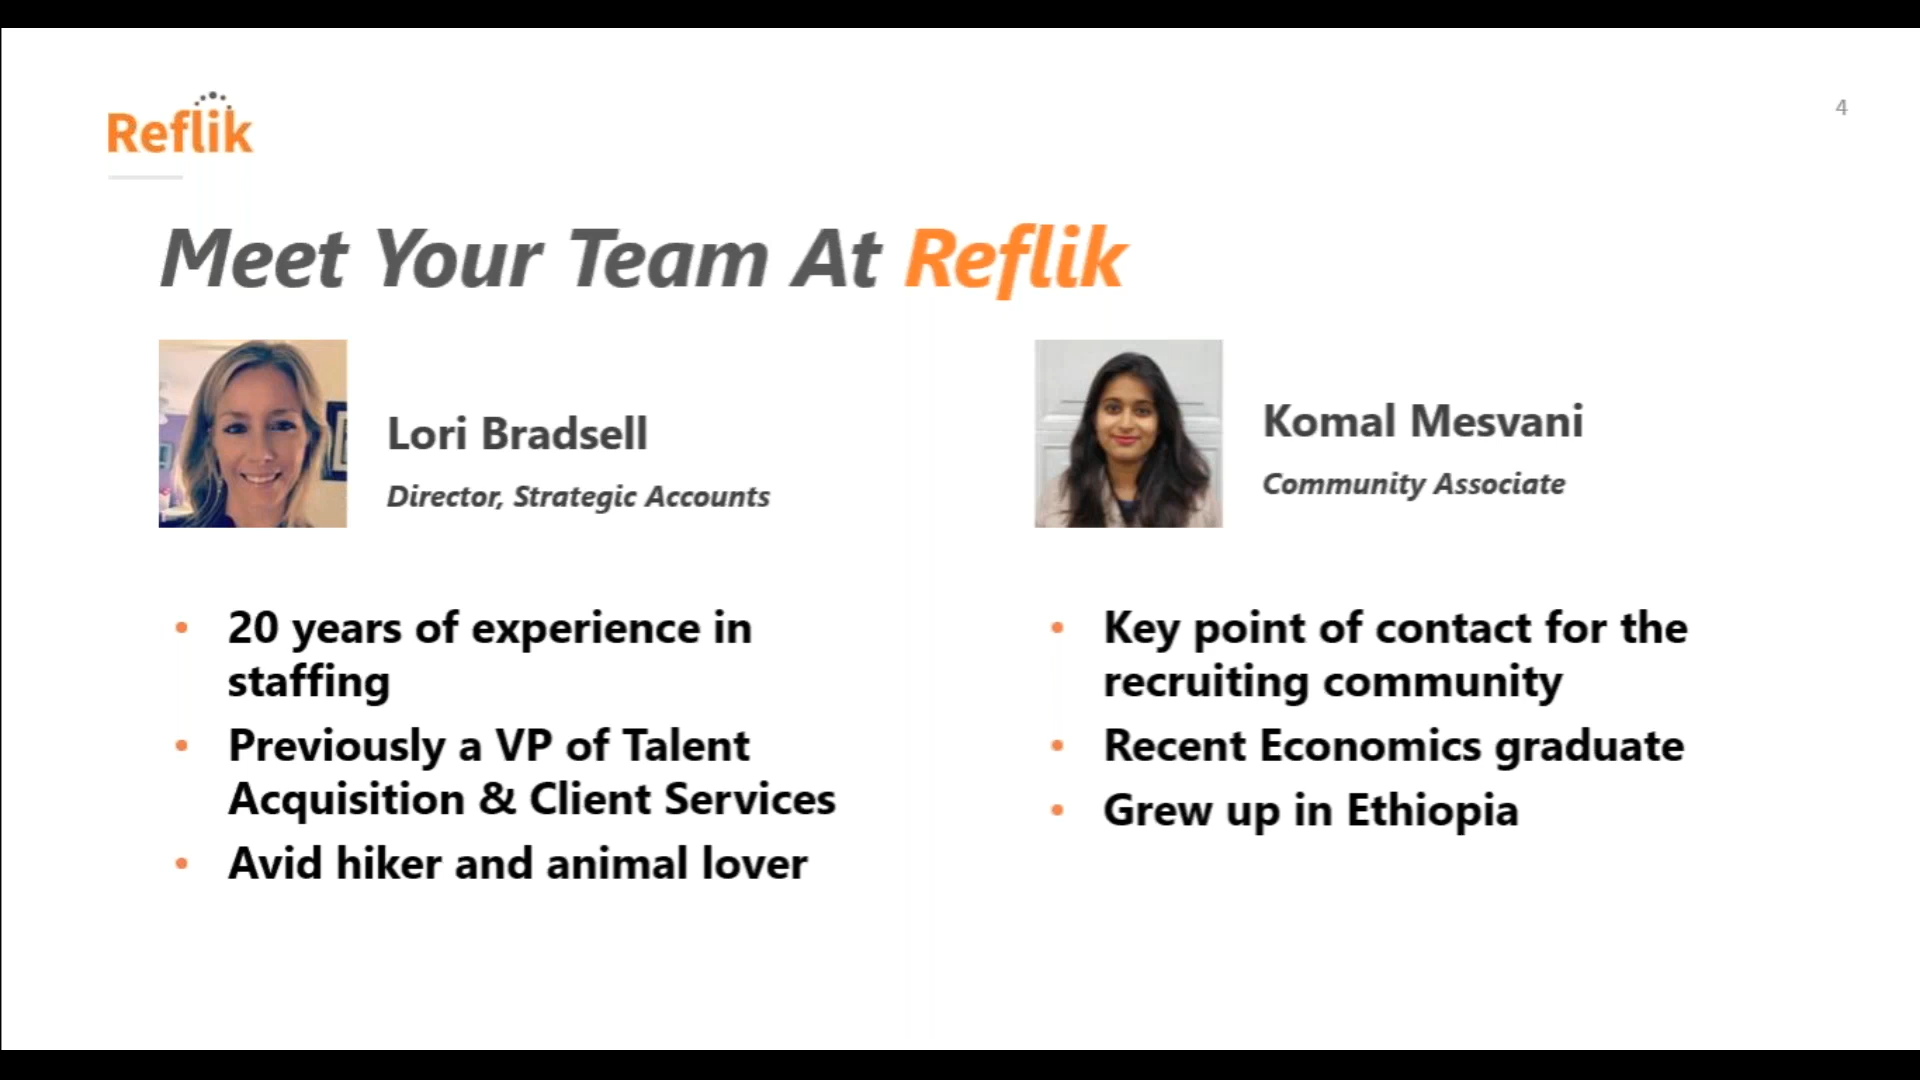 Reflik
4
Meet Your Team At Reflik
Lori Bradsell
Director, Strategic Accounts
• 20 years of experience in
staffing
• Previously a VP of Talent
Acquisition & Client Services
• Avid hiker and animal lover
Komal Mesvani
Community Associate
• Key point of contact for the
recruiting community
• Recent Economics graduate
• Grew up in Ethiopia